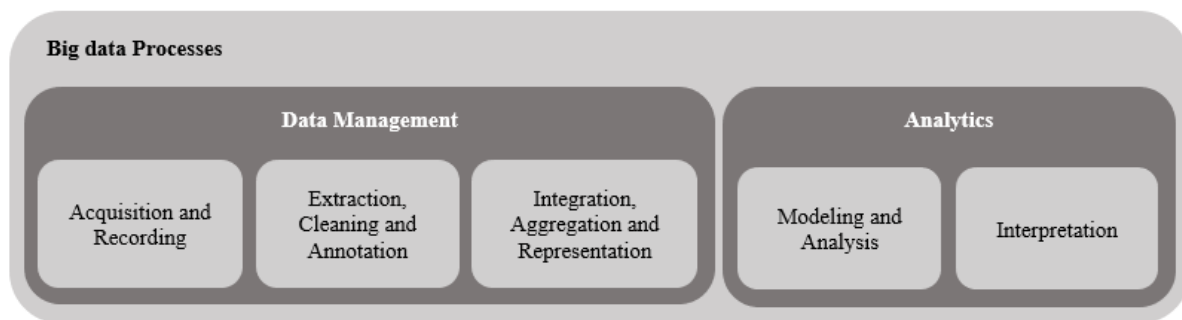 Big data Processes
Data Management
Acquisition and
Recording
Extraction,
Cleaning and
Annotation
Integration,
Aggregation and
Representation
Analytics
Modeling and
Analysis
Interpretation